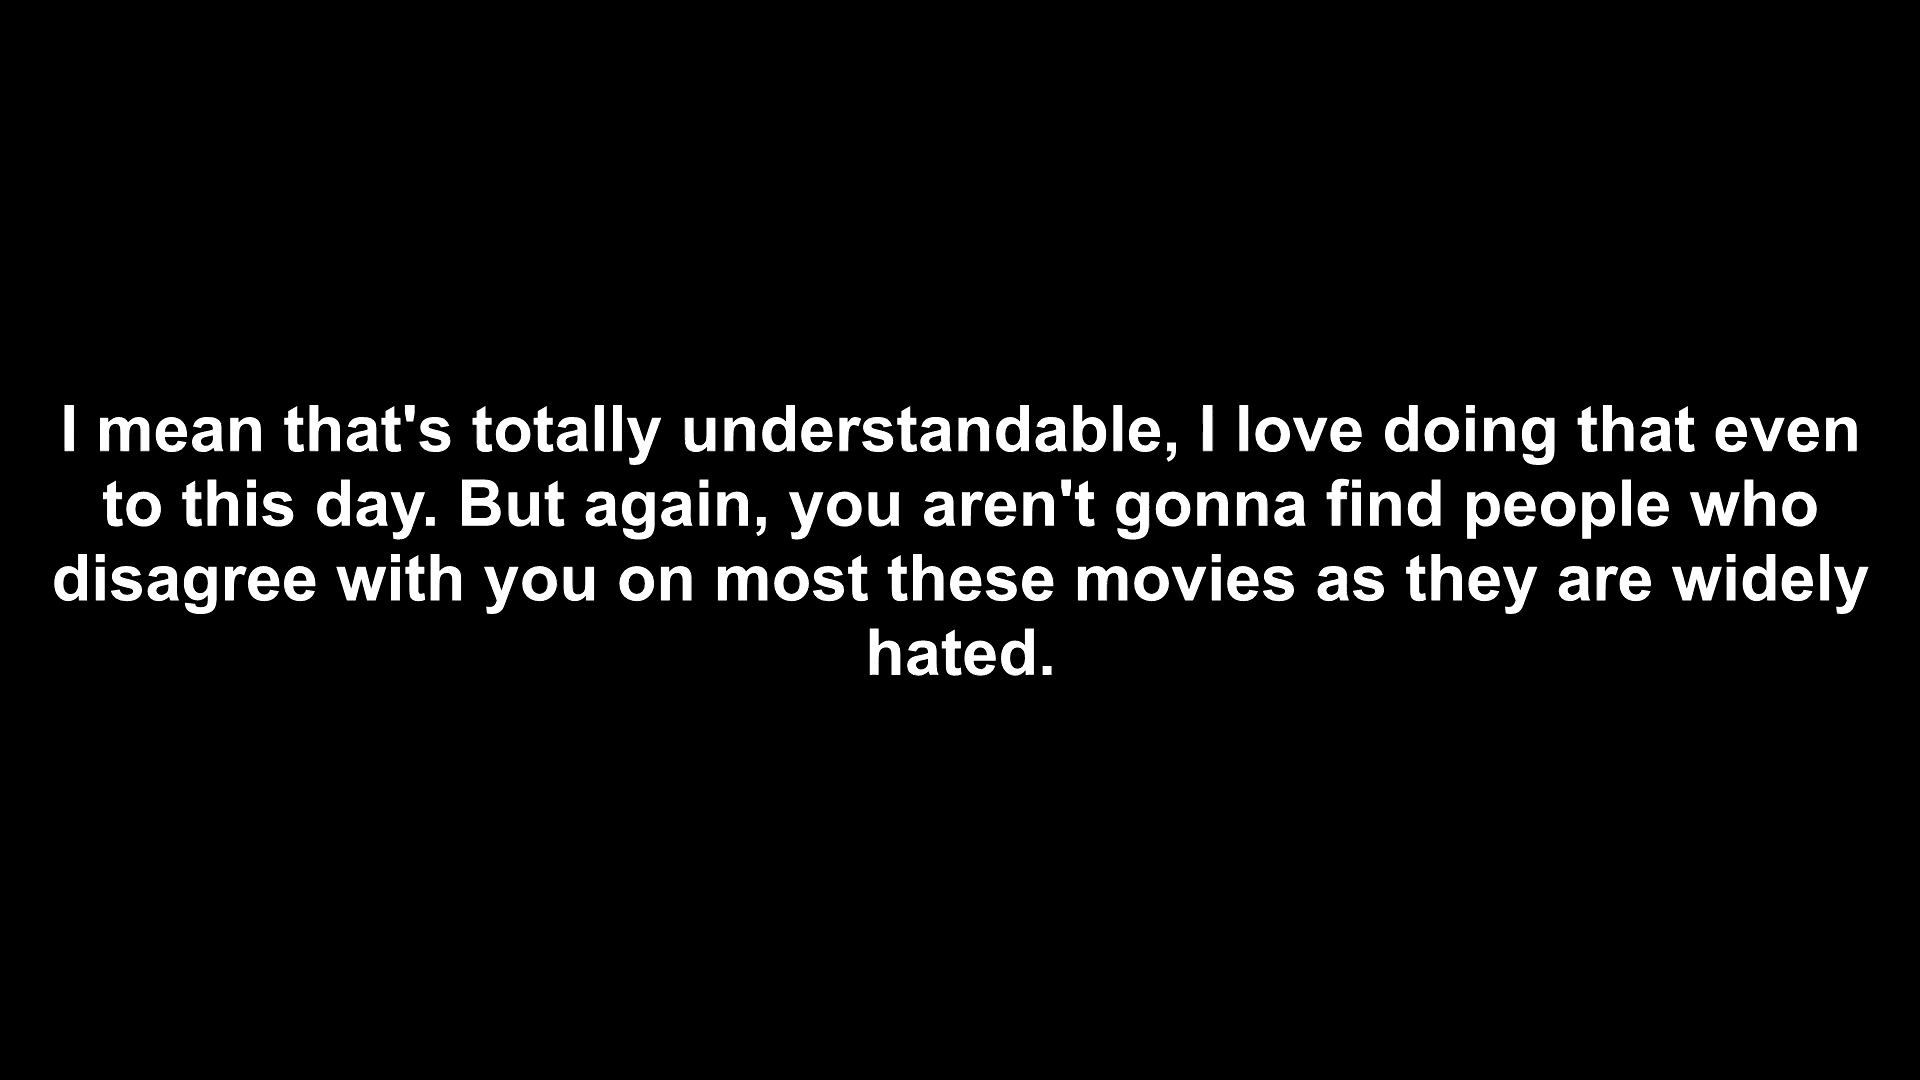 I mean that's totally understandable, I love doing that even
to this day. But again, you aren't gonna find people who
disagree with you on most these movies as they are widely
hated.